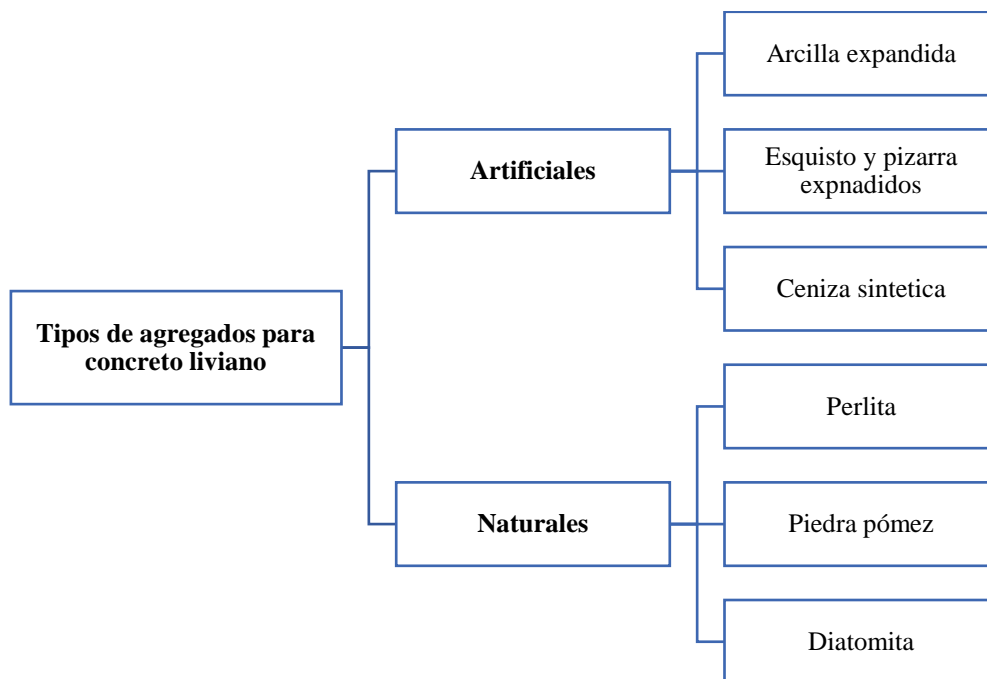 Tipos de agregados para
concreto liviano
Artificiales
Arcilla expandida
Esquisto y pizarra
expnadidos
Ceniza sintetica
Naturales
Perlita
Piedra pómez
Diatomita